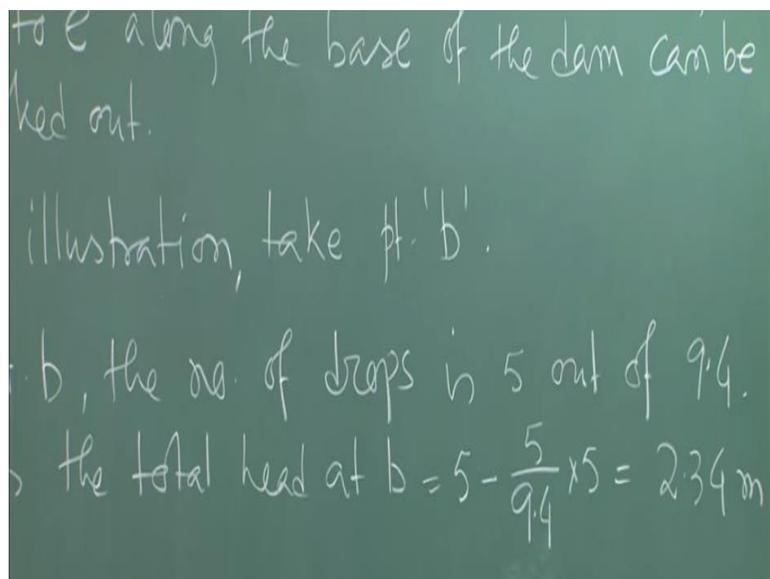 to e along the base of the dam can be
ked out.
illustration, take pt. 'b'.
. b, the no. of drops is 5 out of 9.4.
the total head at b = 5 - 5/9.4 x 5 = 2.34 m